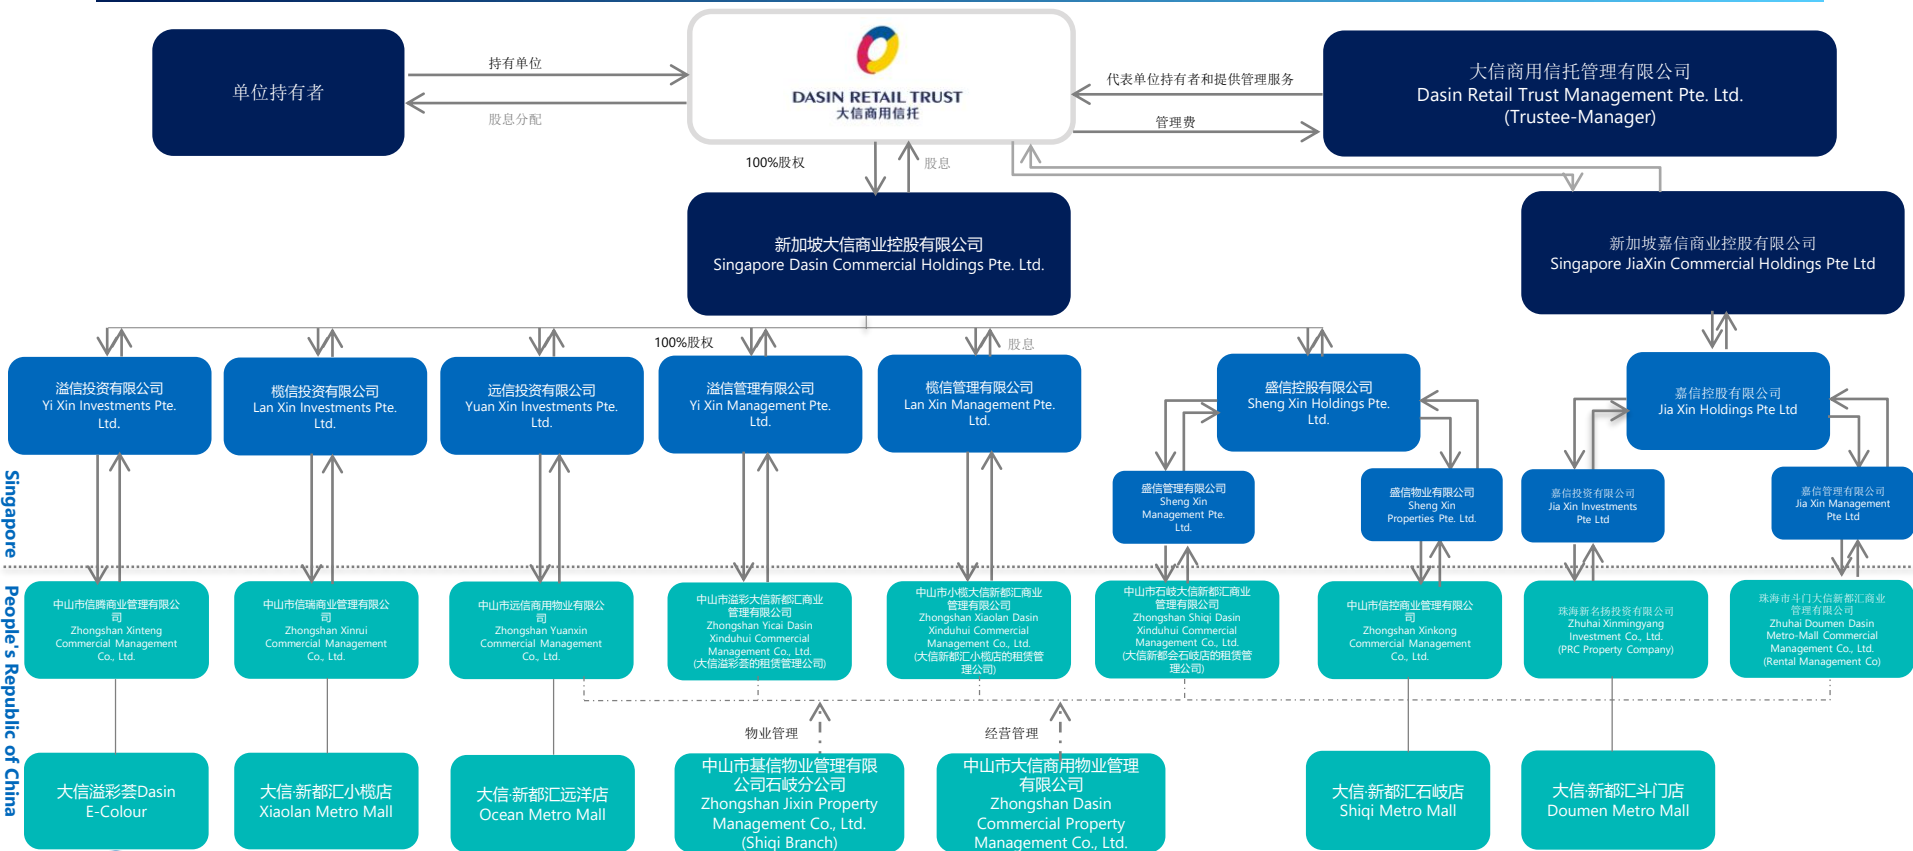 单位持有者
持有单位
股息分配
DASIN RETAIL TRUST
大信商用信托
代表单位持有者和提供管理服务
管理费
大信商用信托管理有限公司
Dasin Retail Trust Management Pte. Ltd.
(Trustee-Manager)
100%股权
股息
新加坡大信商业控股有限公司
Singapore Dasin Commercial Holdings Pte. Ltd.
新加坡嘉信商业控股有限公司
Singapore JiaXin Commercial Holdings Pte Ltd
100%股权
股息
溢信投资有限公司
Yi Xin Investments Pte.
Ltd.
榄信投资有限公司
Lan Xin Investments Pte.
Ltd.
远信投资有限公司
Yuan Xin Investments Pte.
Ltd.
溢信管理有限公司
Yi Xin Management Pte.
Ltd.
榄信管理有限公司
Lan Xin Management Pte.
Ltd.
盛信控股有限公司
Sheng Xin Holdings Pte.
Ltd.
嘉信控股有限公司
Jia Xin Holdings Pte Ltd
盛信管理有限公司
Sheng Xin
Management Pte.
Ltd.
盛信物业有限公司
Sheng Xin
Properties Pte. Ltd.
嘉信投资有限公司
Jia Xin Investments
Pte Ltd
嘉信管理有限公司
Jia Xin Management
Pte Ltd
Singapore
People's Republic of China
中山市信腾商业管理有限公
司
Zhongshan Xinteng
Commercial Management
Co., Ltd.
中山市信瑞商业管理有限公
司
Zhongshan Xinrui
Commercial Management
Co., Ltd.
中山市远信商用物业有限公
司
Zhongshan Yuanxin
Commercial Management
Co., Ltd.
中山市溢彩大信新都汇商业
管理有限公司
Zhongshan Yicai Dasin
Xinduhui Commercial
Management Co., Ltd.
(大信溢彩荟的租赁管理公司)
中山市小榄大信新都汇商业
管理有限公司
Zhongshan Xiaolan Dasin
Xinduhui Commercial
Management Co., Ltd.
(大信新都汇小榄店的租赁管
理公司)
中山市石岐大信新都汇商业
管理有限公司
Zhongshan Shiqi Dasin
Xinduhui Commercial
Management Co., Ltd.
(大信新都会石岐店的租赁管
理公司)
中山市信控商业管理有限公
司
Zhongshan Xinkong
Commercial Management
Co., Ltd.
珠海新名扬投资有限公司
Zhuhai Xinmingyang
Investment Co., Ltd.
(PRC Property Company)
珠海市斗门大信新都汇商业
管理有限公司
Zhuhai Doumen Dasin
Metro-Mall Commercial
Management Co., Ltd.
(Rental Management Co)
物业管理
经营管理
大信溢彩荟Dasin
E-Colour
大信·新都汇小榄店
Xiaolan Metro Mall
大信·新都汇远洋店
Ocean Metro Mall
中山市基信物业管理有限
公司石岐分公司
Zhongshan Jixin Property
Management Co., Ltd.
(Shiqi Branch)
中山市大信商用物业管理
有限公司
Zhongshan Dasin
Commercial Property
Management Co., Ltd.
大信·新都汇石岐店
Shiqi Metro Mall
大信·新都汇斗门店
Doumen Metro Mall